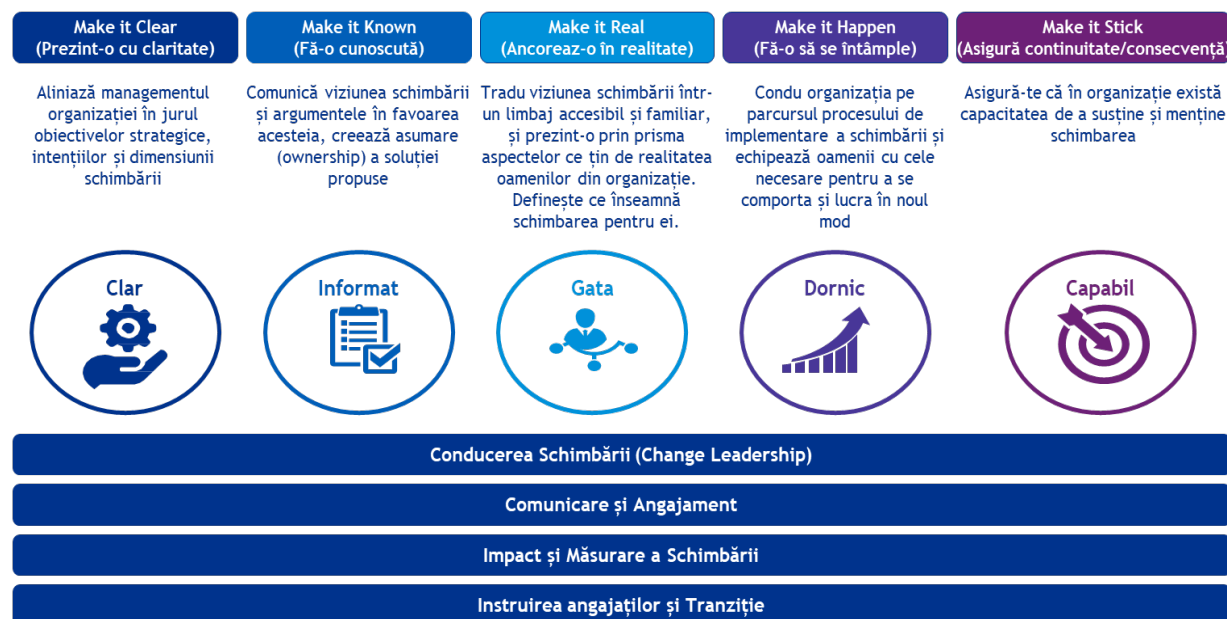 Make it Clear
(Prezint-o cu claritate)
Make it Known
(Fă-o cunoscută)
Make it Real
(Ancoreaz-o în realitate)
Make it Happen
(Fă-o să se întâmple)
Make it Stick
(Asigură continuitate/consecvență)
Aliniază managementul
organizației în jurul
obiectivelor strategice,
intențiilor și dimensiunii
schimbării
Comunică viziunea schimbării
și argumentele în favoarea
acesteia, creează asumare
(ownership) a soluției
propuse
Tradu viziunea schimbării într-
un limbaj accesibil și familiar,
și prezint-o prin prisma
aspectelor ce țin de realitatea
oamenilor din organizație.
Definește ce înseamnă
schimbarea pentru ei.
Condu organizația pe
parcursul procesului de
implementare a schimbării și
echipează oamenii cu cele
necesare pentru a se
comporta și lucra în noul
mod
Asigură-te că în organizație există
capacitatea de a susține și menține
schimbarea
Clar
Informat
Gata
Dornic
Capabil
Conducerea Schimbării (Change Leadership)
Comunicare și Angajament
Impact și Măsurare a Schimbării
Instruirea angajaților și Tranziție